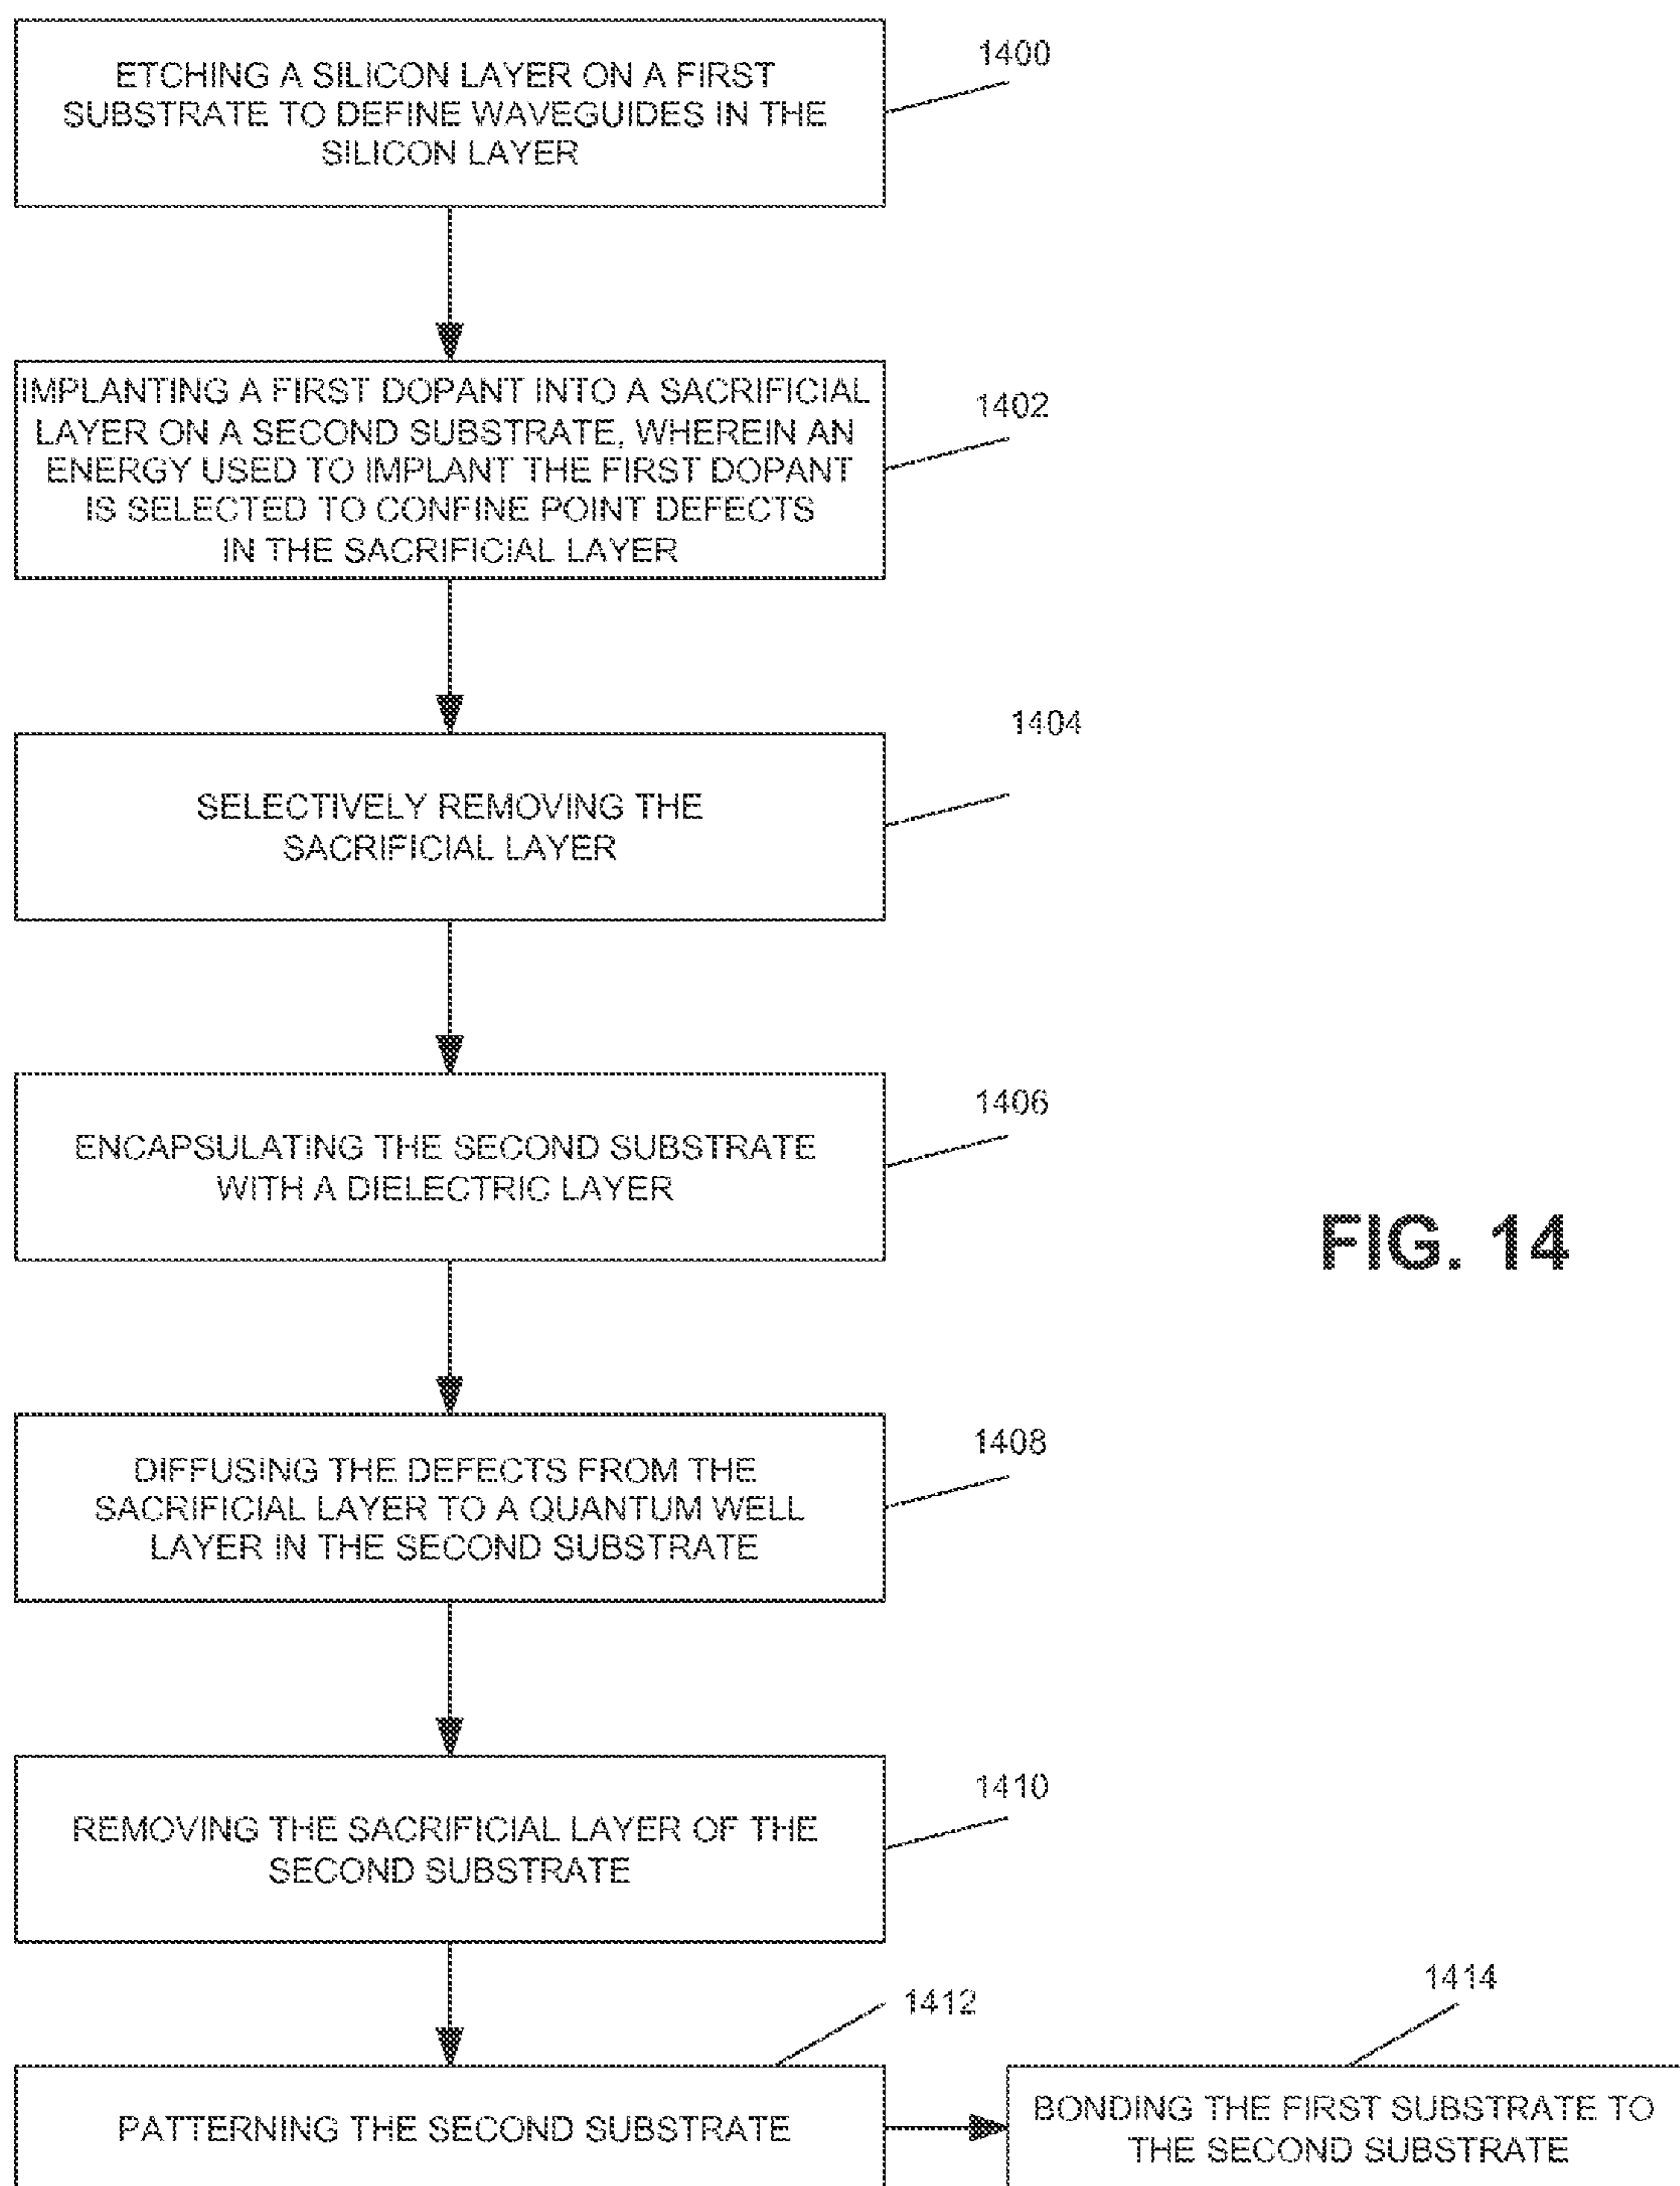 1400
ETCHING A SILICON LAYER ON A FIRST
SUBSTRATE TO DEFINE WAVEGUIDES IN THE
SILICON LAYER
1402
IMPLANTING A FIRST DOPANT INTO A SACRIFICIAL
LAYER ON A SECOND SUBSTRATE, WHEREIN AN
ENERGY USED TO IMPLANT THE FIRST DOPANT
IS SELECTED TO CONFINE POINT DEFECTS
IN THE SACRIFICIAL LAYER
1404
SELECTIVELY REMOVING THE
SACRIFICIAL LAYER
1406
ENCAPSULATING THE SECOND SUBSTRATE
WITH A DIELECTRIC LAYER
FIG. 14
1408
DIFFUSING THE DEFECTS FROM THE
SACRIFICIAL LAYER TO A QUANTUM WELL
LAYER IN THE SECOND SUBSTRATE
1410
REMOVING THE SACRIFICIAL LAYER OF THE
SECOND SUBSTRATE
1412
PATTERNING THE SECOND SUBSTRATE
1414
BONDING THE FIRST SUBSTRATE TO
THE SECOND SUBSTRATE